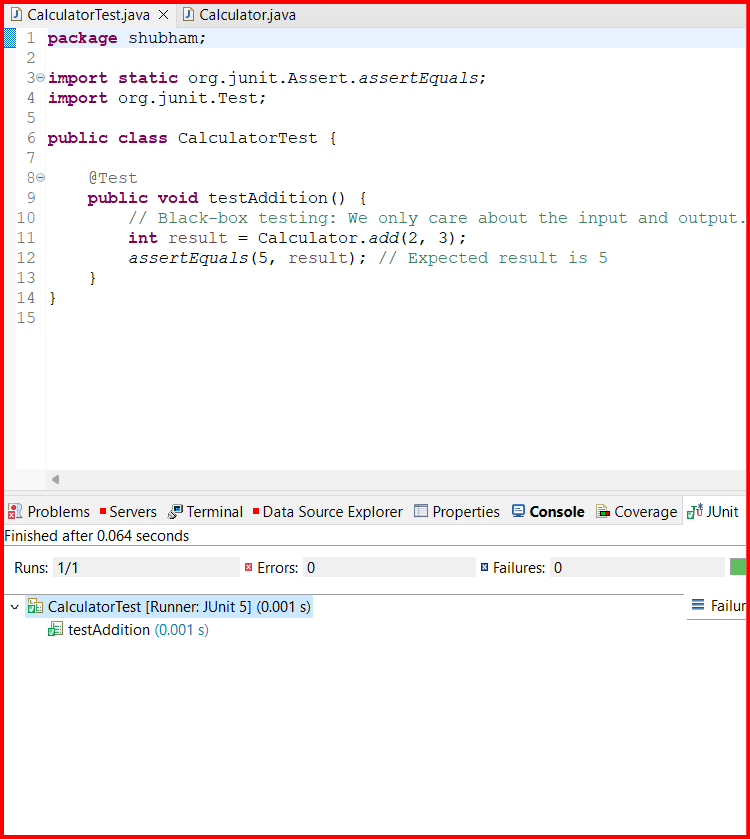 CalculatorTest.java Calculator.java
1 package shubham;
2
3 import static org.junit.Assert.assertEquals;
4 import org.junit.Test;
5
6 public class CalculatorTest {
7
8 @Test
9 public void testAddition() {
10 // Black-box testing: We only care about the input and output.
11 int result = Calculator.add(2, 3);
12 assertEquals(5, result); // Expected result is 5
13 }
14 }
15
Problems Servers Terminal Data Source Explorer Properties Console Coverage JUnit
Finished after 0.064 seconds
Runs: 1/1 Errors: 0 Failures: 0
CalculatorTest [Runner: JUnit 5] (0.001 s) Failur
testAddition (0.001 s)